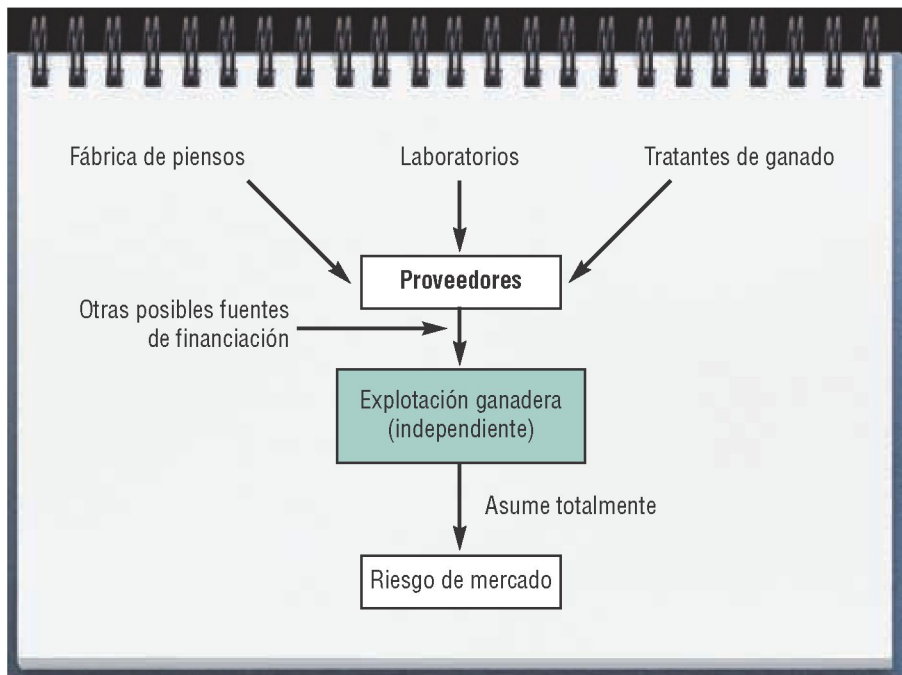 Fábrica de piensos
Laboratorios
Tratantes de ganado
Proveedores
Otras posibles fuentes
de financiación
Explotación ganadera
(independiente)
Asume totalmente
Riesgo de mercado